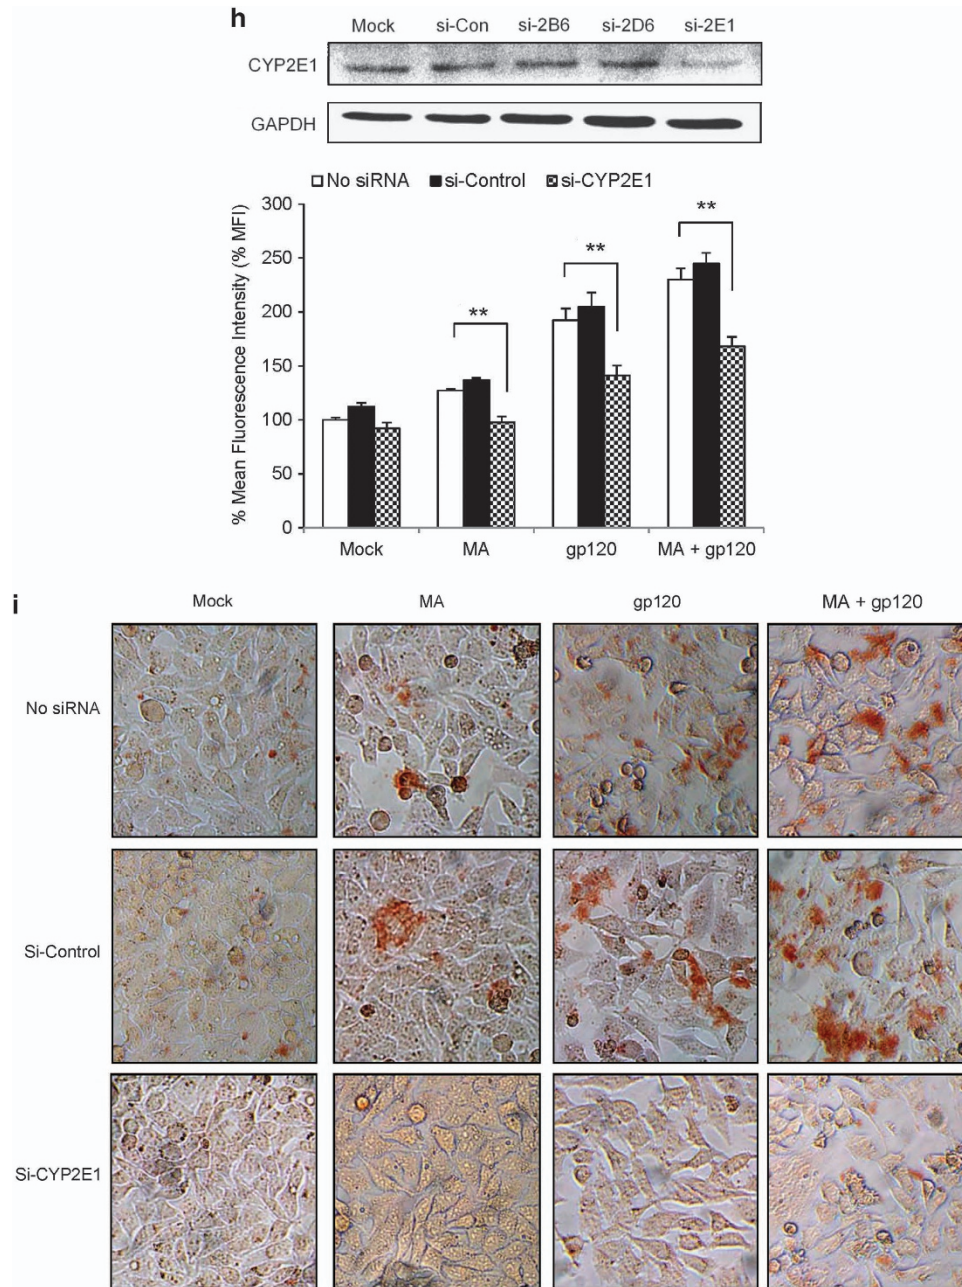 h
Mock si-Con si-2B6 si-2D6 si-2E1
CYP2E1
GAPDH
No siRNA si-Control si-CYP2E1
% Mean Fluorescence Intensity (% MFI)
300
250
200
150
100
50
0
** ** **
Mock MA gp120 MA + gp120
i
Mock MA gp120 MA + gp120
No siRNA
Si-Control
Si-CYP2E1